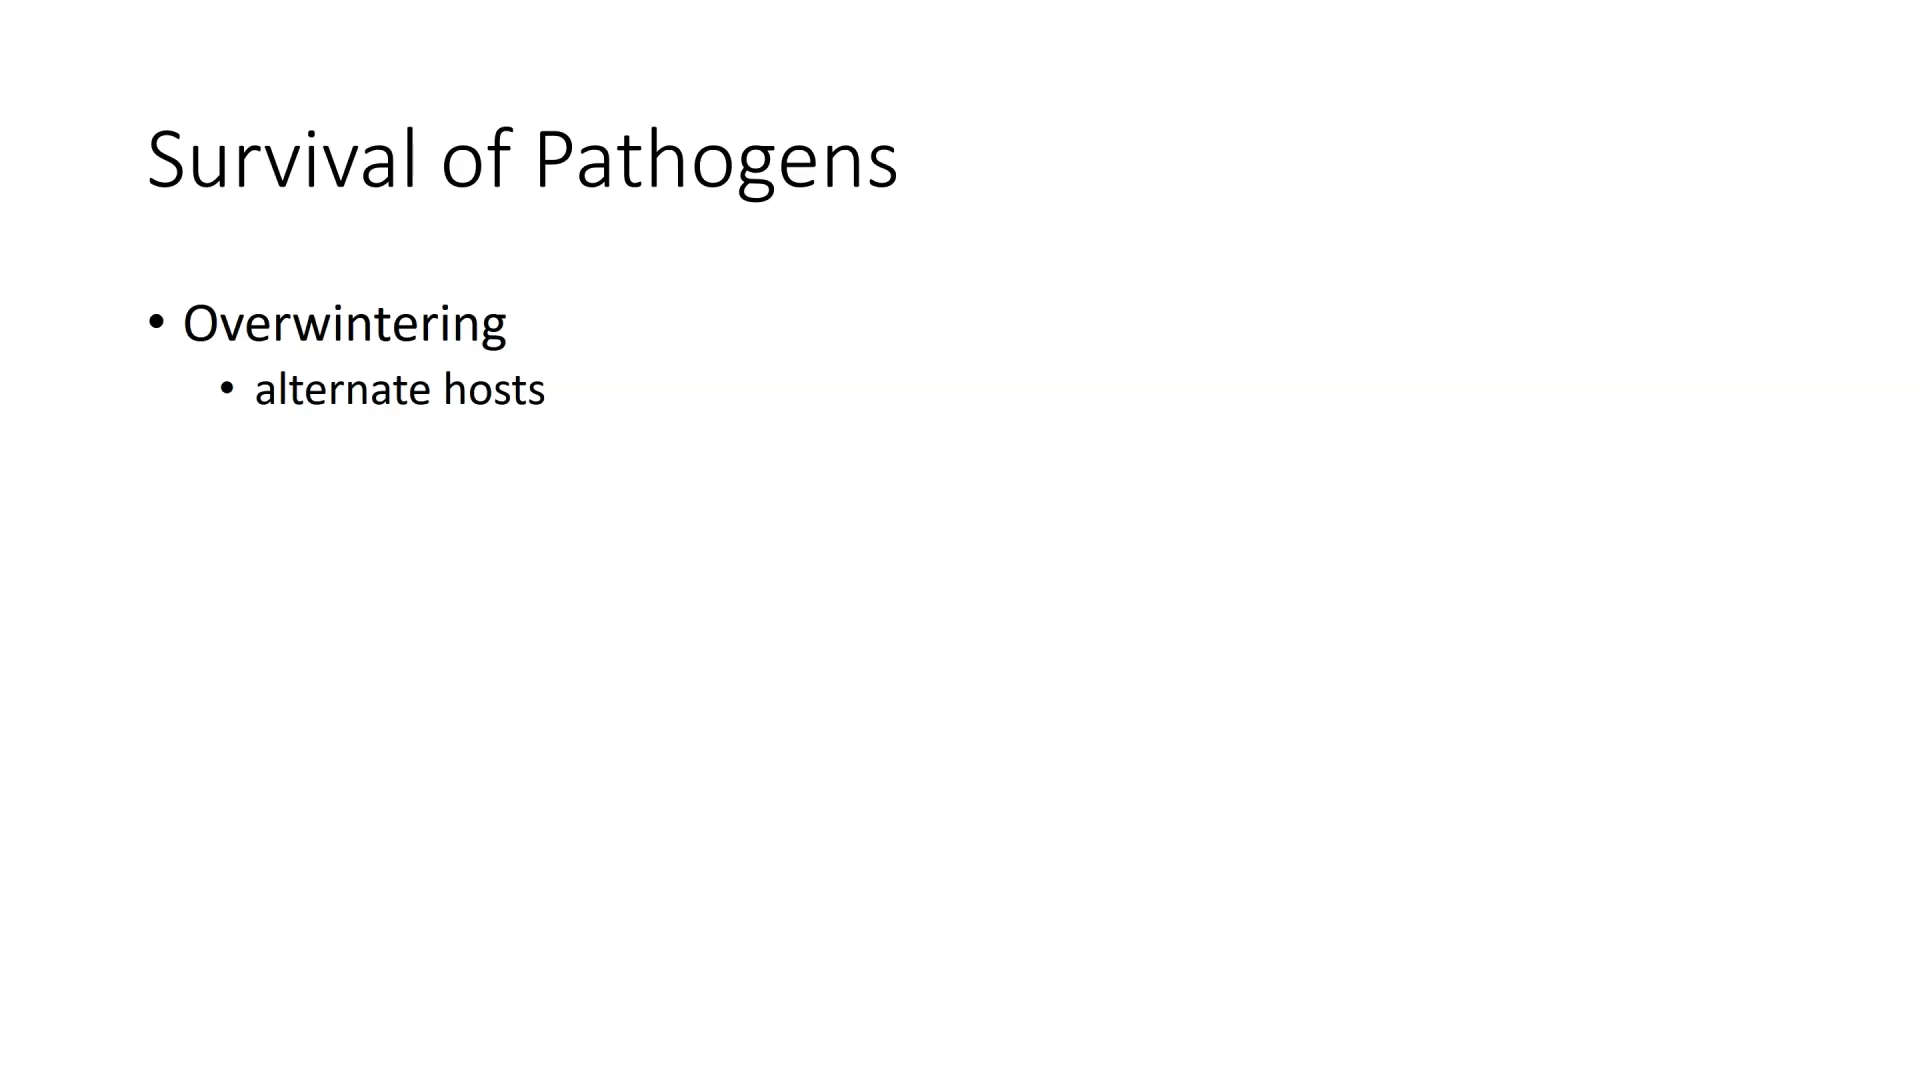 Survival of Pathogens
• Overwintering
• alternate hosts